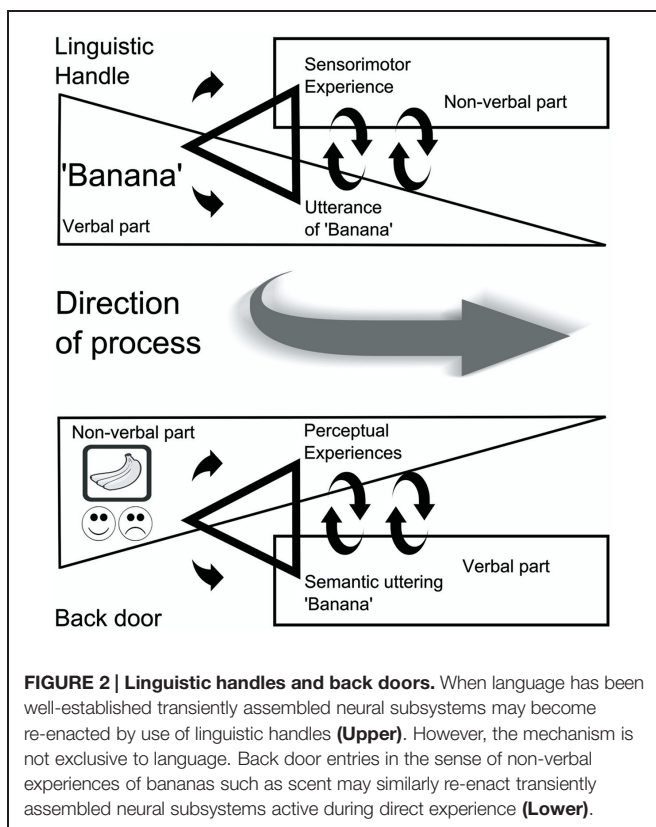 Linguistic
Handle
Sensorimotor
Experience
Non-verbal part
'Banana'
Verbal part
Utterance
of 'Banana'
Direction
of process
Non-verbal part
Perceptual
Experiences
Semantic uttering
'Banana'
Verbal part
Back door
FIGURE 2 | Linguistic handles and back doors. When language has been
well-established transiently assembled neural subsystems may become
re-enacted by use of linguistic handles (Upper). However, the mechanism is
not exclusive to language. Back door entries in the sense of non-verbal
experiences of bananas such as scent may similarly re-enact transiently
assembled neural subsystems active during direct experience (Lower).